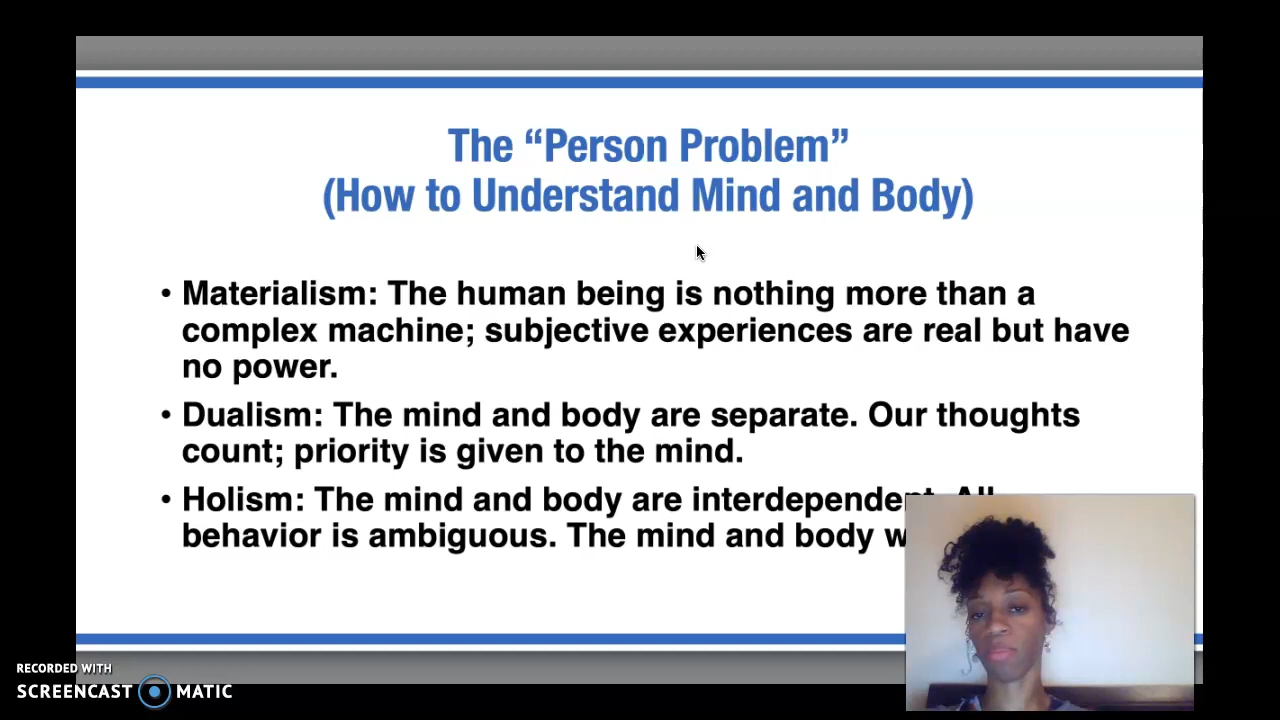 The “Person Problem”
(How to Understand Mind and Body)
• Materialism: The human being is nothing more than a
complex machine; subjective experiences are real but have
no power.
• Dualism: The mind and body are separate. Our thoughts
count; priority is given to the mind.
• Holism: The mind and body are interdependent. All
behavior is ambiguous. The mind and body
RECORDED WITH
SCREENCAST MATIC